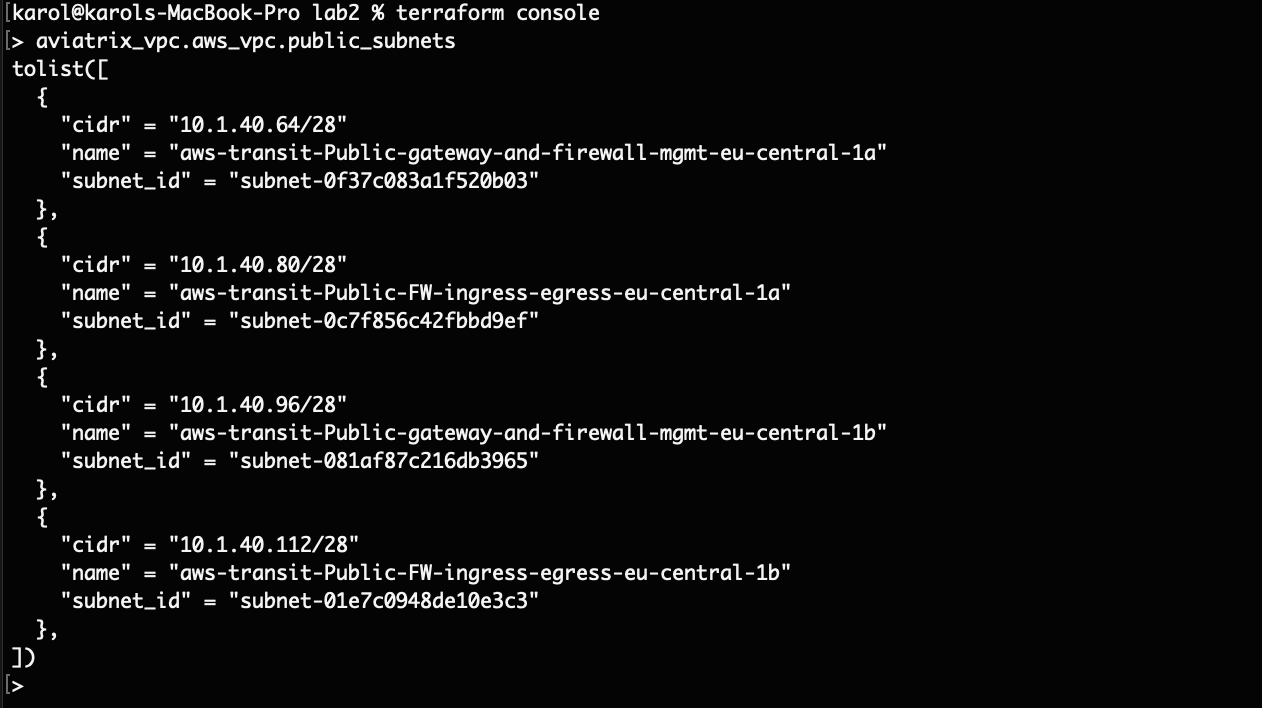 [karol@karols-MacBook-Pro lab2 % terraform console
[> aviatrix_vpc.aws_vpc.public_subnets
tolist([
  {
    "cidr" = "10.1.40.64/28"
    "name" = "aws-transit-Public-gateway-and-firewall-mgmt-eu-central-1a"
    "subnet_id" = "subnet-0f37c083a1f520b03"
  },
  {
    "cidr" = "10.1.40.80/28"
    "name" = "aws-transit-Public-FW-ingress-egress-eu-central-1a"
    "subnet_id" = "subnet-0c7f856c42fbbd9ef"
  },
  {
    "cidr" = "10.1.40.96/28"
    "name" = "aws-transit-Public-gateway-and-firewall-mgmt-eu-central-1b"
    "subnet_id" = "subnet-081af87c216db3965"
  },
  {
    "cidr" = "10.1.40.112/28"
    "name" = "aws-transit-Public-FW-ingress-egress-eu-central-1b"
    "subnet_id" = "subnet-01e7c0948de10e3c3"
  },
])
[>